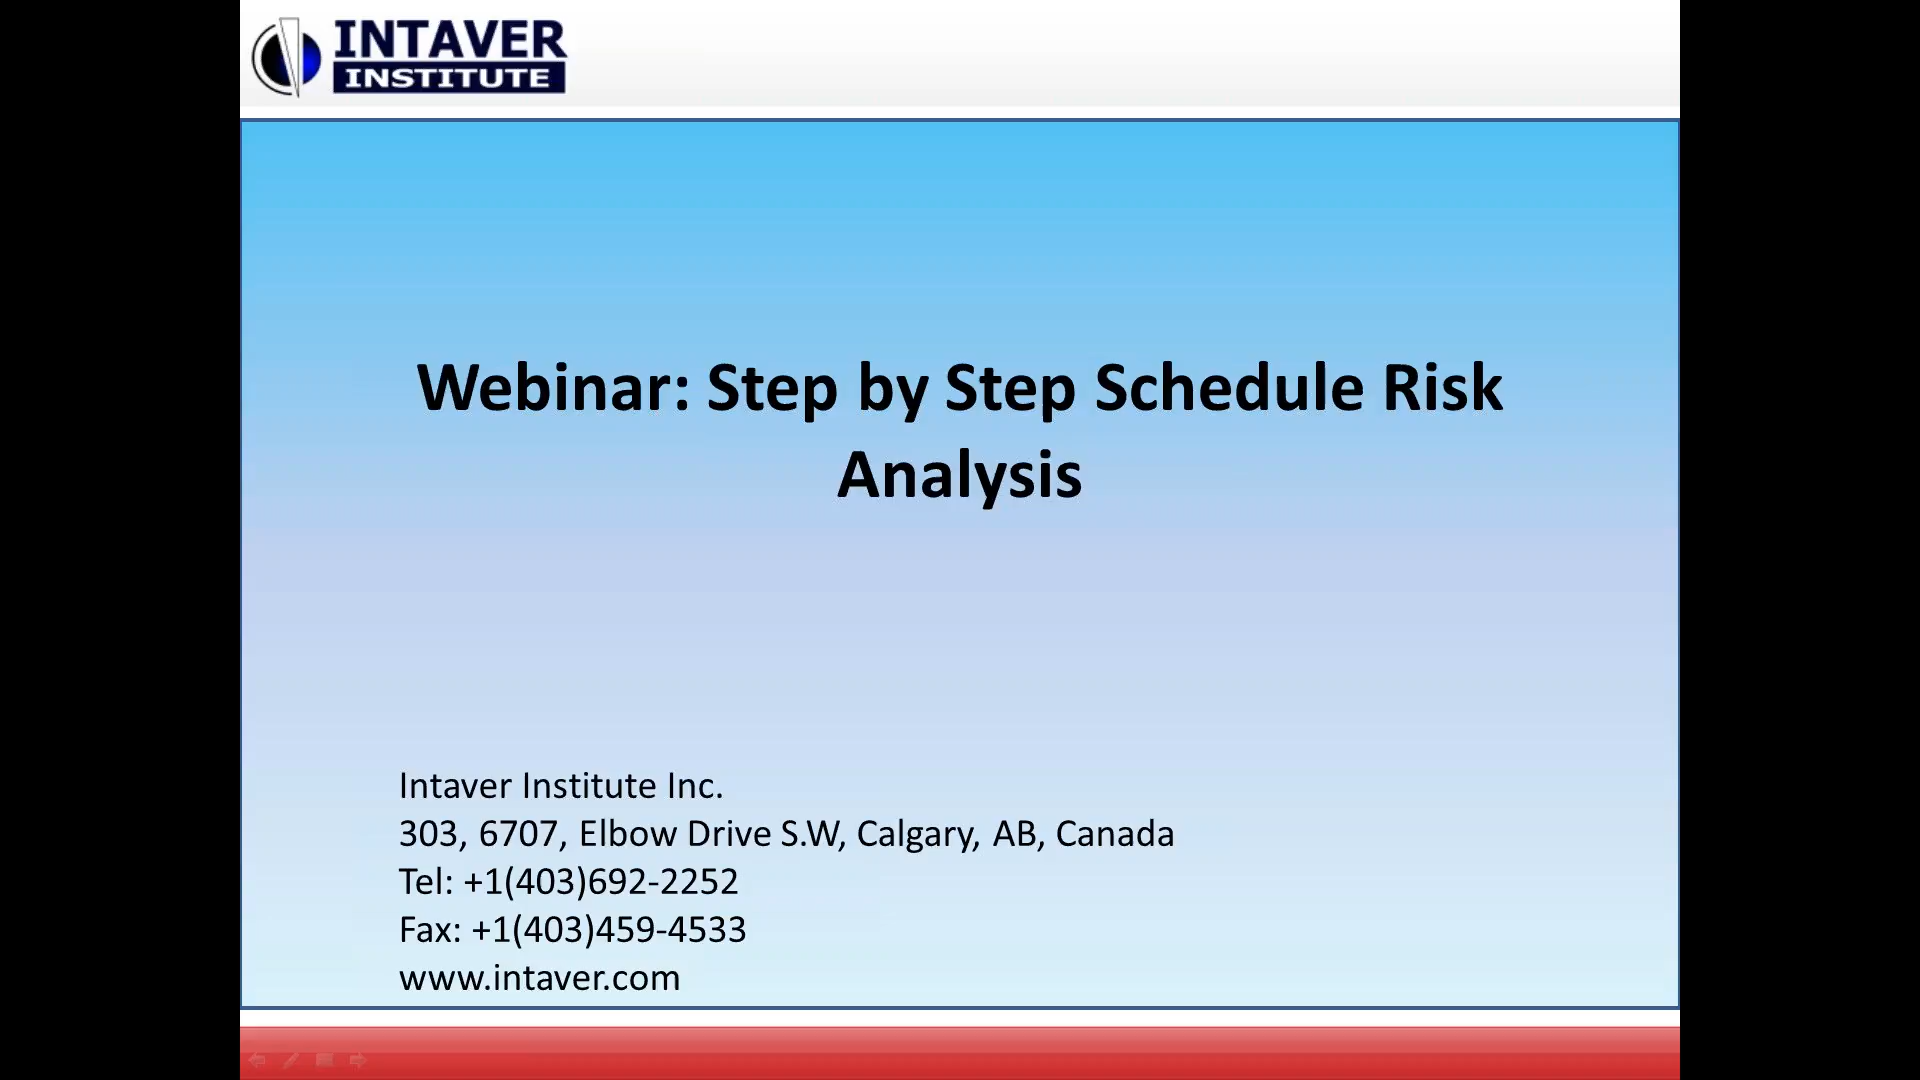 INTAVER
INSTITUTE
Webinar: Step by Step Schedule Risk
Analysis
Intaver Institute Inc.
303, 6707, Elbow Drive S.W, Calgary, AB, Canada
Tel: +1(403)692-2252
Fax: +1(403)459-4533
www.intaver.com